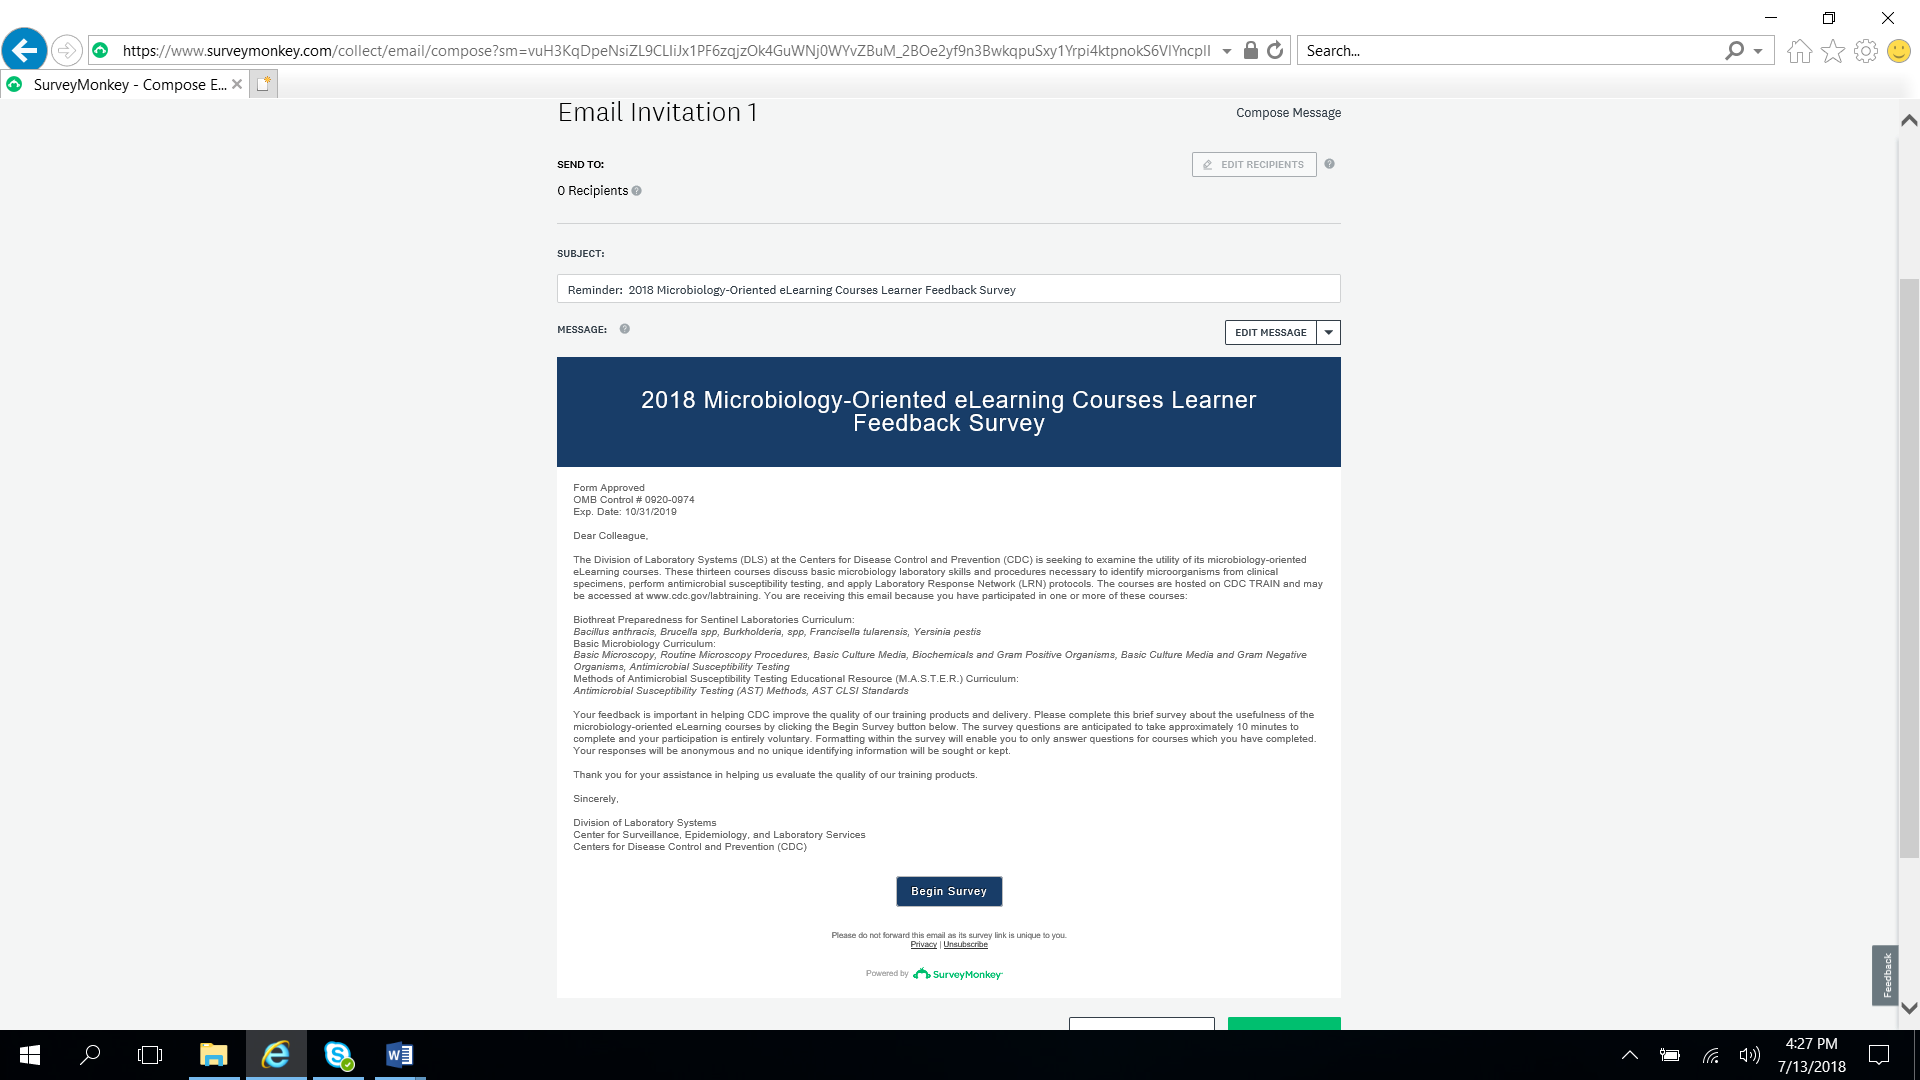 https://www.surveymonkey.com/collect/email/compose?sm=vuH3KqDpeNsiZL9CLIiJx1PF6zqjzOk4GuWNj0WYvZBuM_2BOe2yf9n3BwkqpuSxy1Yrpi4ktpnokS6VlYncpII
Search...
SurveyMonkey - Compose E...
Email Invitation 1
Compose Message
SEND TO:
EDIT RECIPIENTS
0 Recipients
SUBJECT:
Reminder: 2018 Microbiology-Oriented eLearning Courses Learner Feedback Survey
MESSAGE:
EDIT MESSAGE
2018 Microbiology-Oriented eLearning Courses Learner
Feedback Survey
Form Approved
OMB Control # 0920-0974
Exp. Date: 10/31/2019
Dear Colleague,
The Division of Laboratory Systems (DLS) at the Centers for Disease Control and Prevention (CDC) is seeking to examine the utility of its microbiology-oriented
eLearning courses. These thirteen courses discuss basic microbiology laboratory skills and procedures necessary to identify microorganisms from clinical
specimens, perform antimicrobial susceptibility testing, and apply Laboratory Response Network (LRN) protocols. The courses are hosted on CDC TRAIN and may
be accessed at www.cdc.gov/labtraining. You are receiving this email because you have participated in one or more of these courses:
Biothreat Preparedness for Sentinel Laboratories Curriculum:
Bacillus anthracis, Brucella spp, Burkholderia, spp, Francisella tularensis, Yersinia pestis
Basic Microbiology Curriculum:
Basic Microscopy, Routine Microscopy Procedures, Basic Culture Media, Biochemicals and Gram Positive Organisms, Basic Culture Media and Gram Negative
Organisms, Antimicrobial Susceptibility Testing
Methods of Antimicrobial Susceptibility Testing Educational Resource (M.A.S.T.E.R.) Curriculum:
Antimicrobial Susceptibility Testing (AST) Methods, AST CLSI Standards
Your feedback is important in helping CDC improve the quality of our training products and delivery. Please complete this brief survey about the usefulness of the
microbiology-oriented eLearning courses by clicking the Begin Survey button below. The survey questions are anticipated to take approximately 10 minutes to
complete and your participation is entirely voluntary. Formatting within the survey will enable you to only answer questions for courses which you have completed.
Your responses will be anonymous and no unique identifying information will be sought or kept.
Thank you for your assistance in helping us evaluate the quality of our training products.
Sincerely,
Division of Laboratory Systems
Center for Surveillance, Epidemiology, and Laboratory Services
Centers for Disease Control and Prevention (CDC)
Begin Survey
Please do not forward this email as its survey link is unique to you.
Privacy | Unsubscribe
Powered by SurveyMonkey
Feedback
4:27 PM
7/13/2018